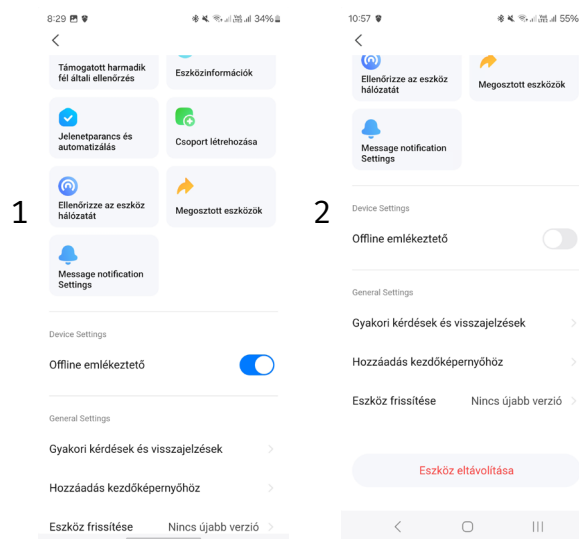 8:29
34%
Támogatott harmadik
fél általi ellenőrzés
Eszközinformációk
Jelenetparancs és
automatizálás
Csoport létrehozása
Ellenőrizze az eszköz
hálózatát
Megosztott eszközök
Message notification
Settings
Device Settings
Offline emlékeztető
General Settings
Gyakori kérdések és visszajelzések
Hozzáadás kezdőképernyőhöz
Eszköz frissítése
Nincs újabb verzió
1
10:57
55%
Ellenőrizze az eszköz
hálózatát
Megosztott eszközök
Message notification
Settings
2
Device Settings
Offline emlékeztető
General Settings
Gyakori kérdések és visszajelzések
Hozzáadás kezdőképernyőhöz
Eszköz frissítése
Nincs újabb verzió
Eszköz eltávolítása